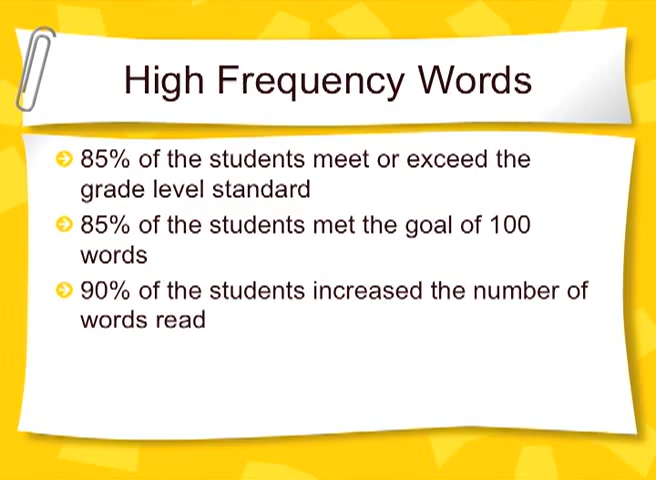 High Frequency Words
85% of the students meet or exceed the
grade level standard
85% of the students met the goal of 100
words
90% of the students increased the number of
words read